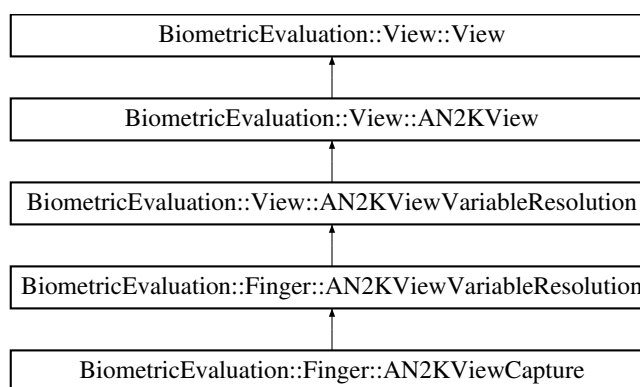 BiometricEvaluation::View::View
BiometricEvaluation::View::AN2KView
BiometricEvaluation::View::AN2KViewVariableResolution
BiometricEvaluation::Finger::AN2KViewVariableResolution
BiometricEvaluation::Finger::AN2KViewCapture